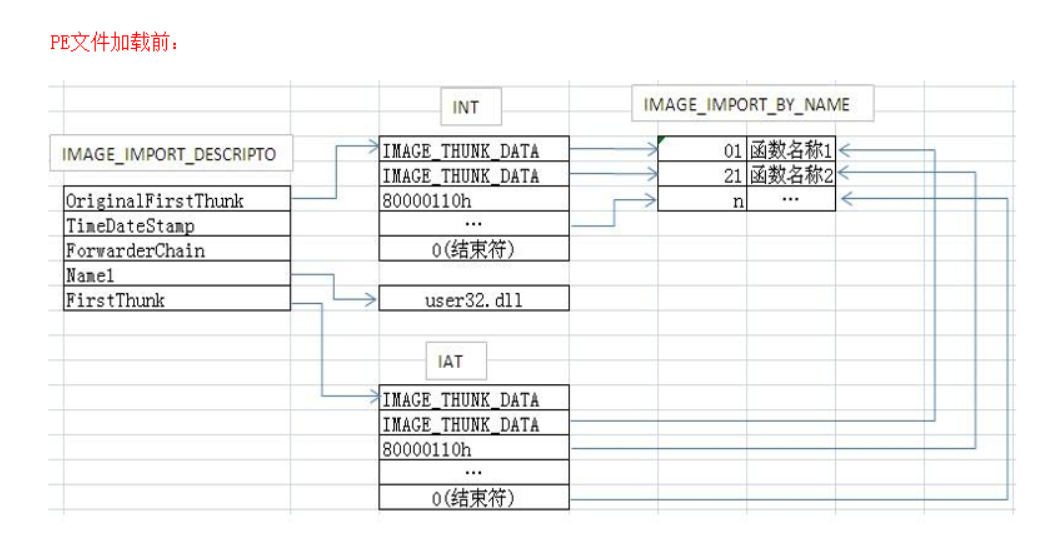 PE文件加载前：
INT
IMAGE_IMPORT_BY_NAME
IMAGE_IMPORT_DESCRIPTO
IMAGE_THUNK_DATA
01 函数名称1
IMAGE_THUNK_DATA
21 函数名称2
OriginalFirstThunk
80000110h
n …
TimeDateStamp
…
ForwarderChain
0(结束符)
Name1
FirstThunk
user32.dll
IAT
IMAGE_THUNK_DATA
IMAGE_THUNK_DATA
80000110h
…
0(结束符)